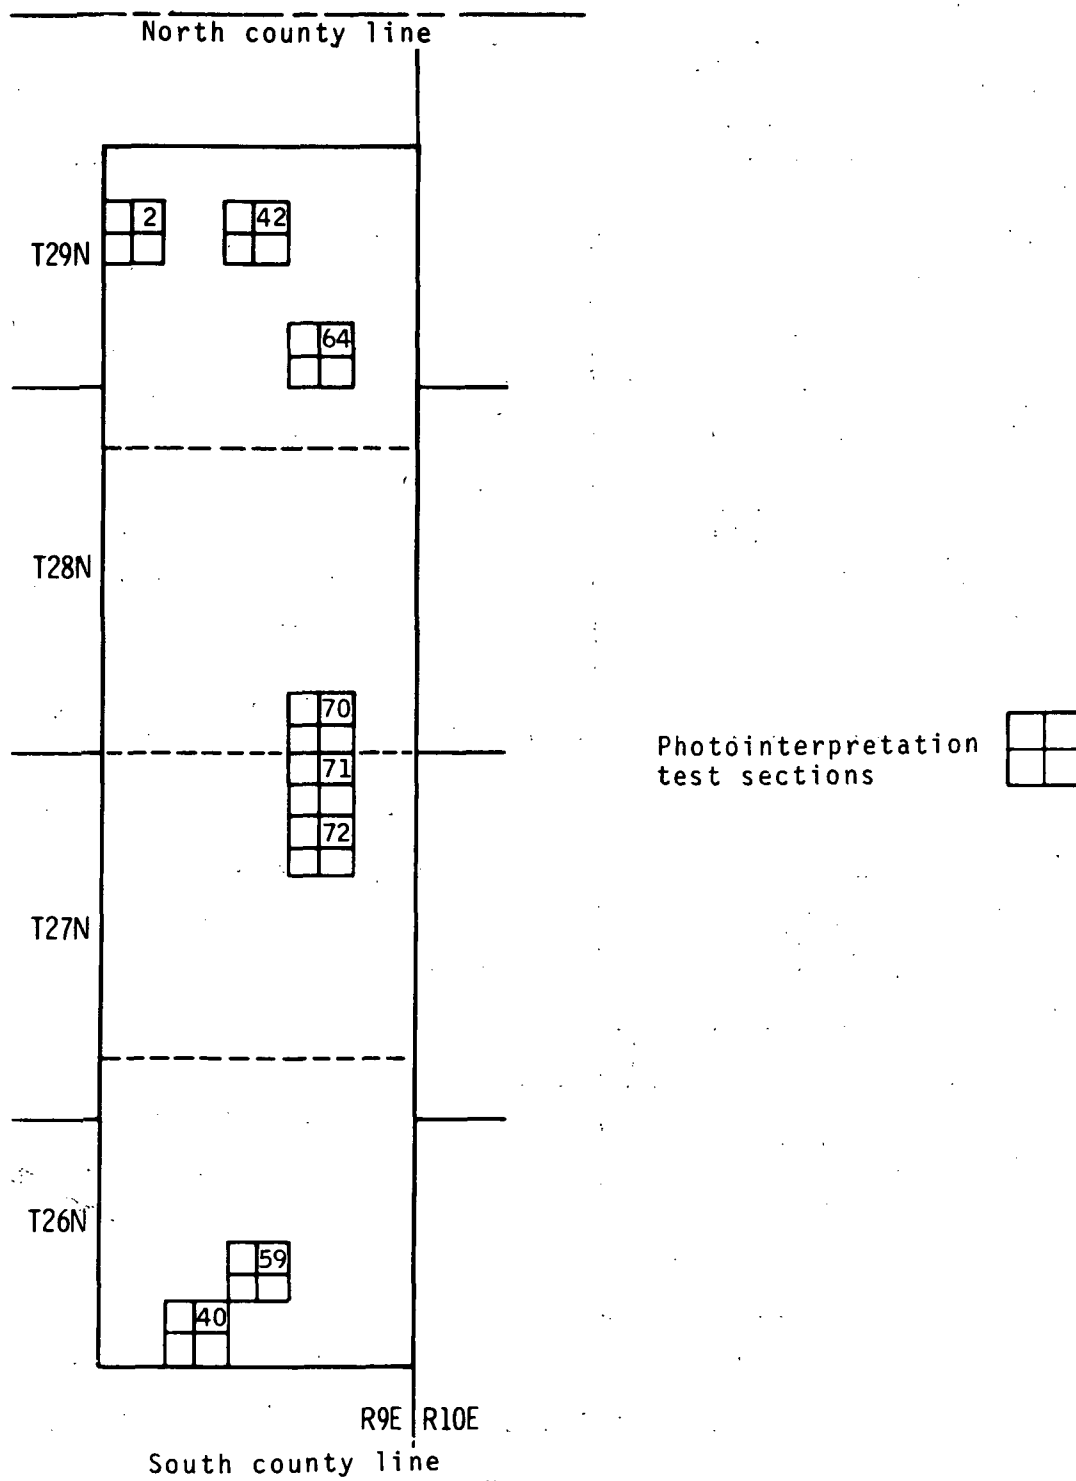 North county line
2
42
T29N
64
T28N
70
Photointerpretation
test sections
71
72
T27N
T26N
59
40
R9E R10E
South county line